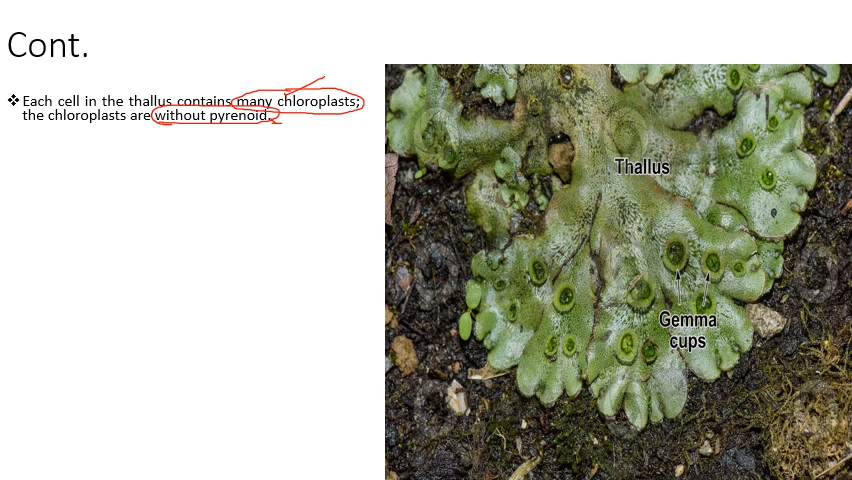 Cont.
❖ Each cell in the thallus contains many chloroplasts;
the chloroplasts are without pyrenoid.
Thallus
Gemma
cups